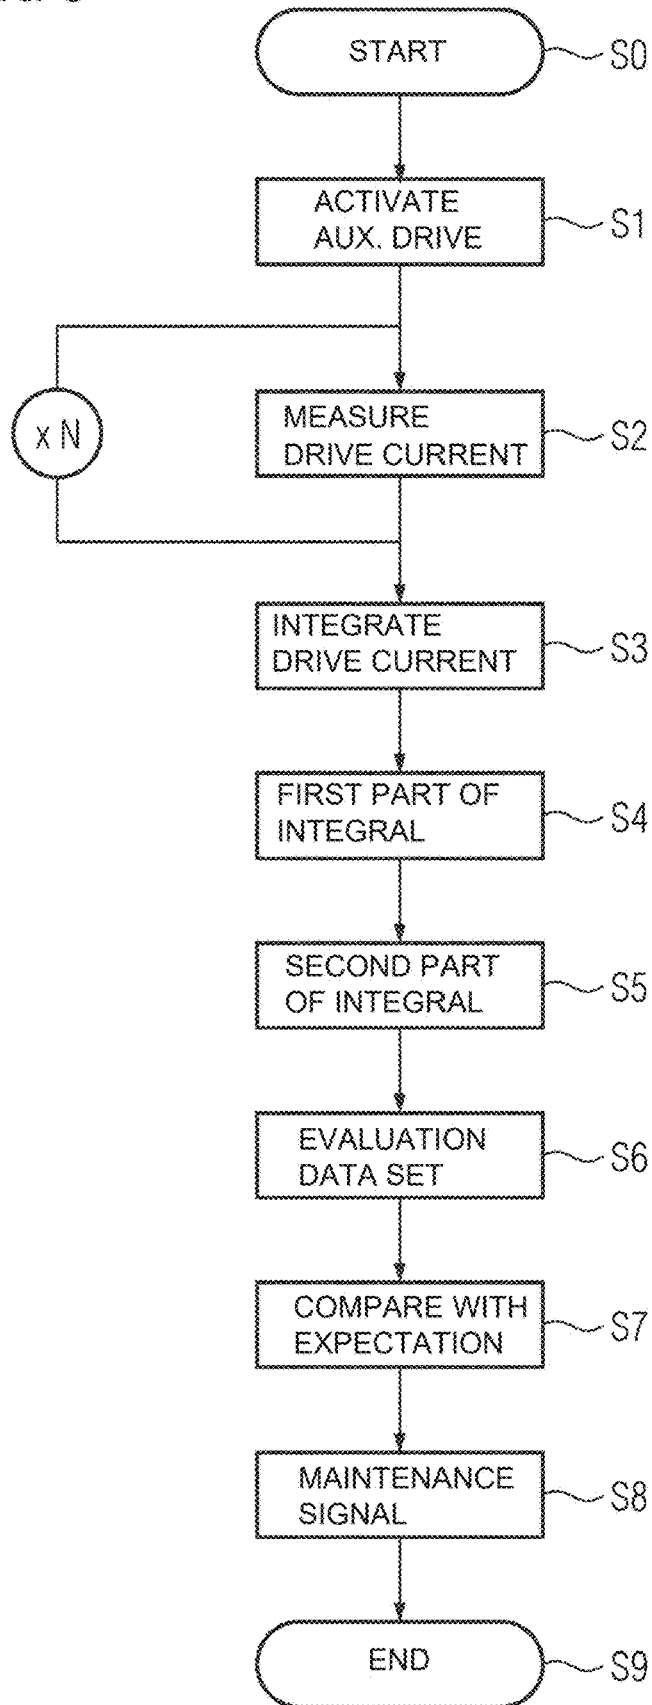 START
S0
ACTIVATE
AUX. DRIVE
S1
x N
MEASURE
DRIVE CURRENT
S2
INTEGRATE
DRIVE CURRENT
S3
FIRST PART OF
INTEGRAL
S4
SECOND PART
OF INTEGRAL
S5
EVALUATION
DATA SET
S6
COMPARE WITH
EXPECTATION
S7
MAINTENANCE
SIGNAL
S8
END
S9